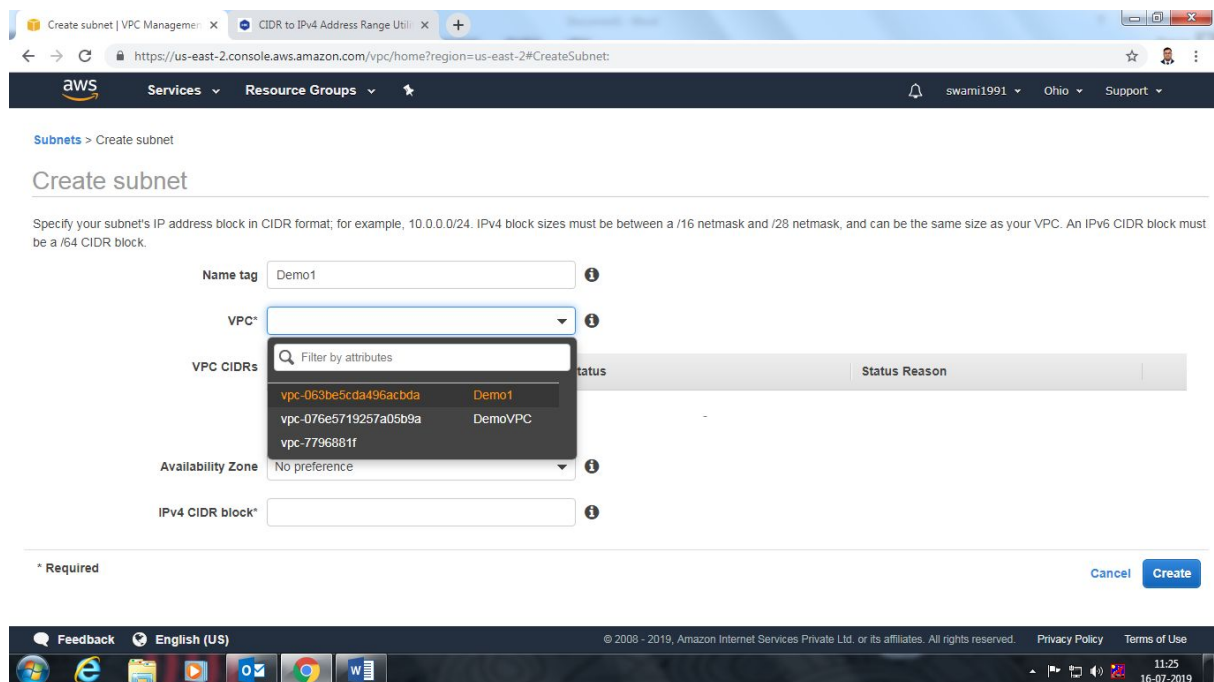 Create subnet | VPC Managemen
CIDR to IPv4 Address Range Utili
https://us-east-2.console.aws.amazon.com/vpc/home?region=us-east-2#CreateSubnet:
aws Services Resource Groups swami1991 Ohio Support
Subnets > Create subnet
Create subnet
Specify your subnet's IP address block in CIDR format; for example, 10.0.0.0/24. IPv4 block sizes must be between a /16 netmask and /28 netmask, and can be the same size as your VPC. An IPv6 CIDR block must
be a /64 CIDR block.
Name tag Demo1
VPC*
Filter by attributes
VPC CIDRs tatus Status Reason
vpc-063be5cda496acbda Demo1
vpc-076e5719257a05b9a DemoVPC
-
vpc-7796881f
Availability Zone No preference
IPv4 CIDR block*
* Required
Cancel Create
Feedback English (US) © 2008 - 2019, Amazon Internet Services Private Ltd. or its affiliates. All rights reserved. Privacy Policy Terms of Use
11:25
16-07-2019